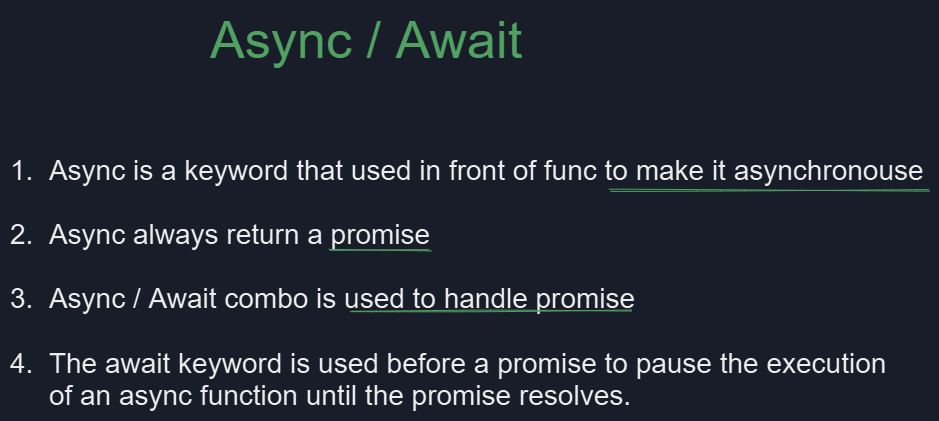 Async / Await
1. Async is a keyword that used in front of func to make it asynchronouse
2. Async always return a promise
3. Async / Await combo is used to handle promise
4. The await keyword is used before a promise to pause the execution
of an async function until the promise resolves.